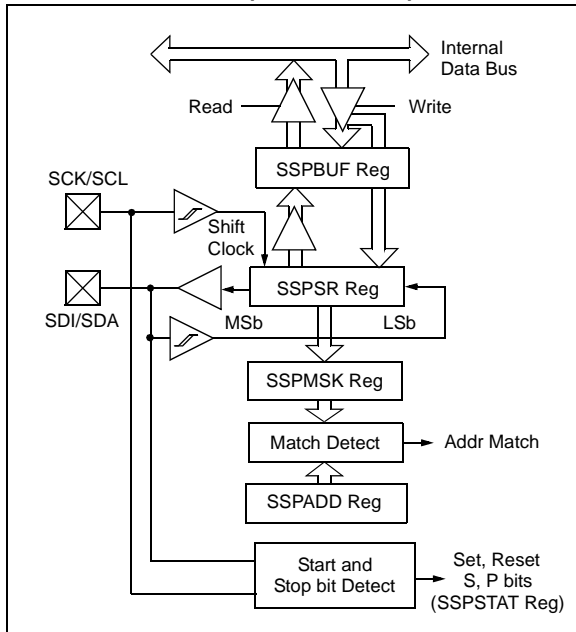 Internal
Data Bus
Read
Write
SSPBUF Reg
SCK/SCL
Shift
Clock
SSPSR Reg
SDI/SDA
MSb
LSb
SSPMSK Reg
Match Detect
Addr Match
SSPADD Reg
Start and
Stop bit Detect
Set, Reset
S, P bits
(SSPSTAT Reg)